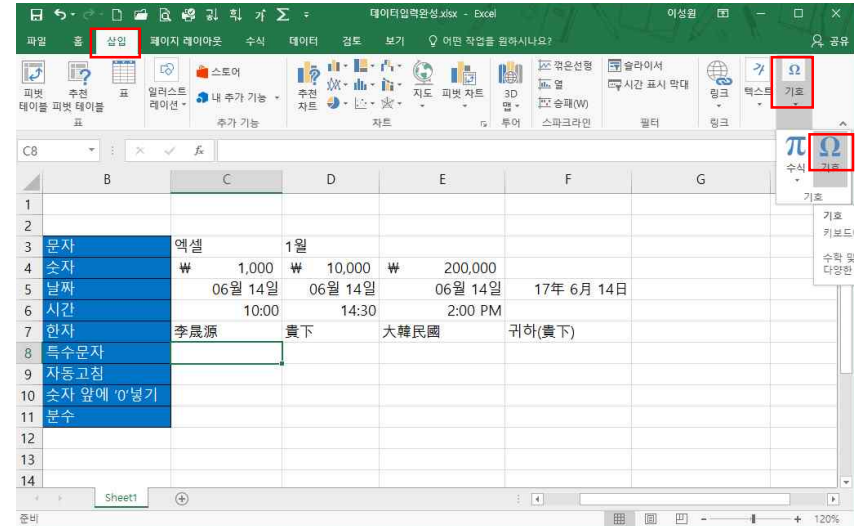 데이터입력완성.xlsx - Excel 이성원
파일 홈 삽입 페이지 레이아웃 수식 데이터 검토 보기 어떤 작업을 원하시나요? 공유
피벗 테이블 추천 피벗 테이블 표 일러스트레이션 스토어 내 추가 기능 추천 차트 지도 피벗 차트 3D 맵 꺾은선형 열 승패(W) 슬라이서 시간 표시 막대 링크 텍스트 기호
표 추가 기능 차트 투어 스파크라인 필터 링크
수식 기호
기호
C8 fx
B C D E F G
1
2
3 문자 엑셀 1월
4 숫자 ₩ 1,000 ₩ 10,000 ₩ 200,000
5 날짜 06월 14일 06월 14일 06월 14일 17年 6月 14日
6 시간 10:00 14:30 2:00 PM
7 한자 李晟源 貴下 大韓民國 귀하(貴下)
8 특수문자
9 자동고침
10 숫자 앞에 '0'넣기
11 분수
12
13
14
기호
키보드
수학 및
다양한
Sheet1
준비 120%